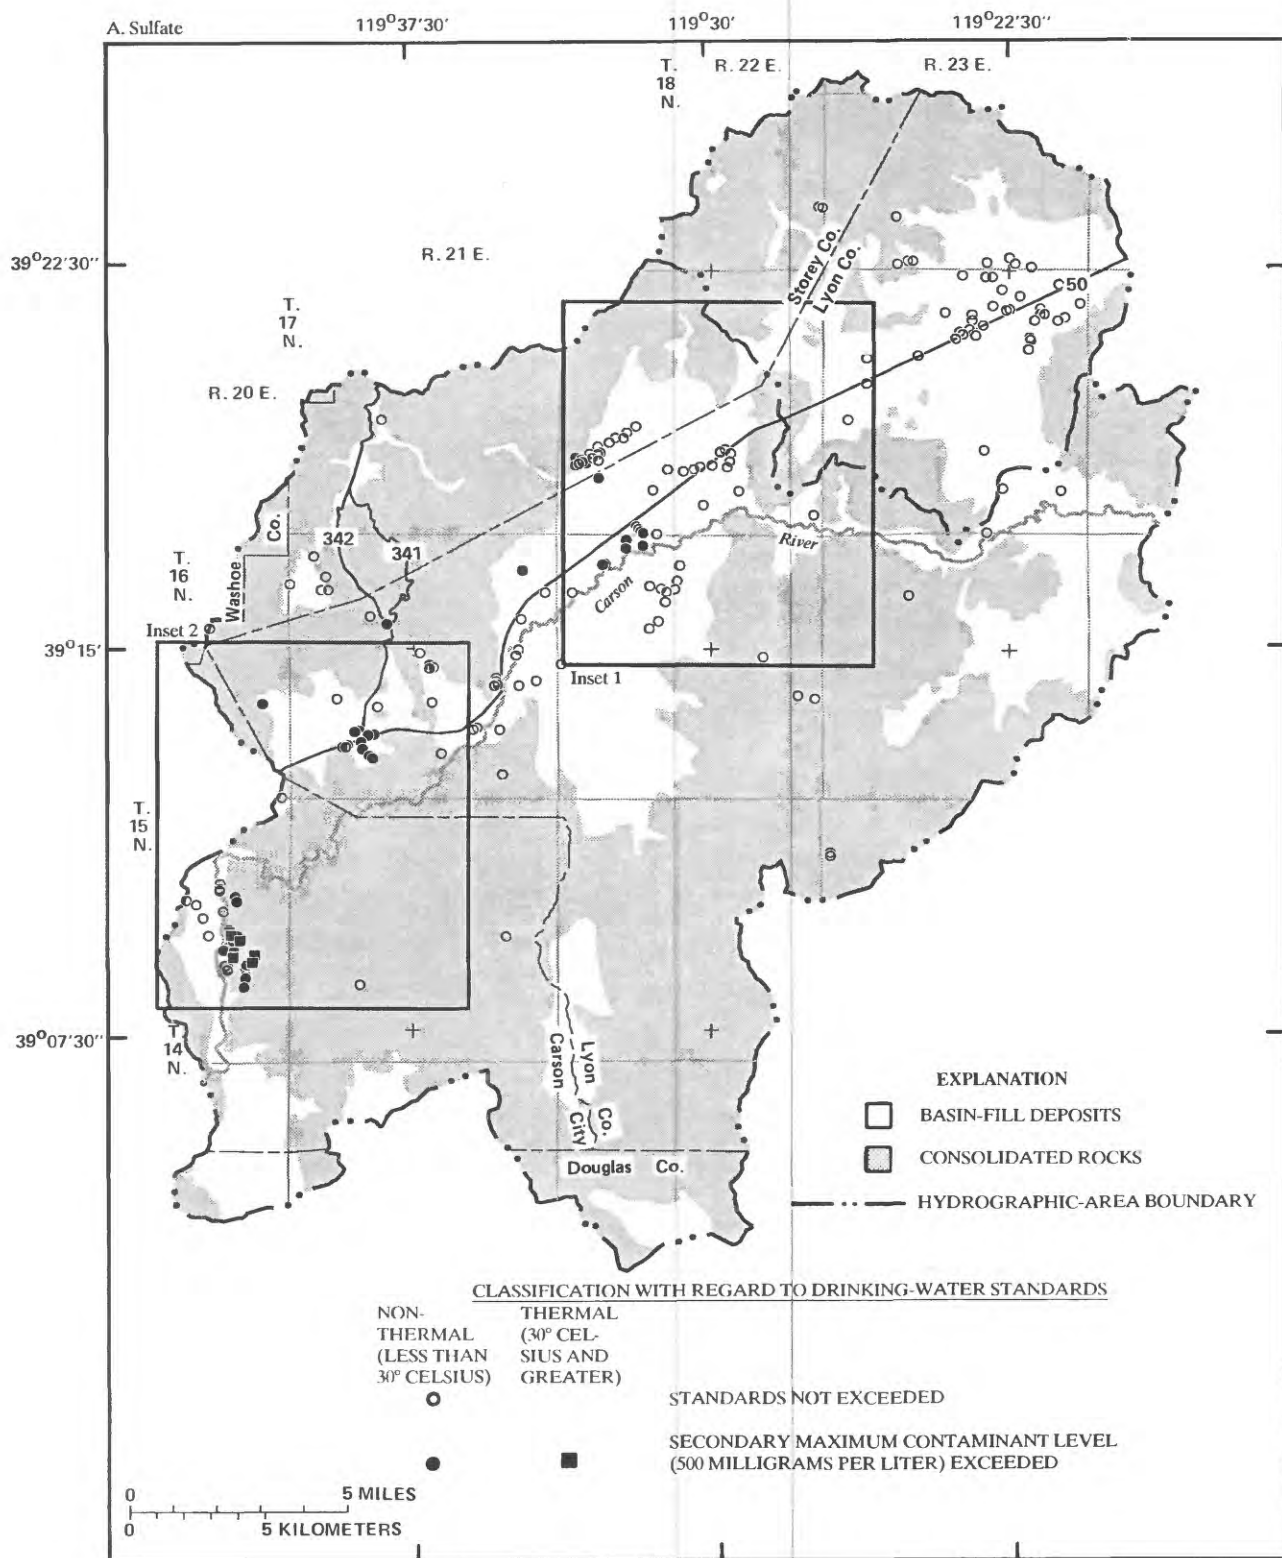 A. Sulfate
119°37'30"
119°30'
119°22'30"
T.
18
N.
R. 22 E.
R. 23 E.
39°22'30"
R. 21 E.
Storey Co.
Lyon Co.
50
T.
17
N.
R. 20 E.
Washoe Co.
342
341
River
Carson
T.
16
N.
Inset 2
39°15'
Inset 1
T.
15
N.
39°07'30"
T.
14
N.
Carson City
Lyon Co.
Douglas Co.
EXPLANATION
BASIN-FILL DEPOSITS
CONSOLIDATED ROCKS
HYDROGRAPHIC-AREA BOUNDARY
CLASSIFICATION WITH REGARD TO DRINKING-WATER STANDARDS
NON-
THERMAL
(LESS THAN
30° CELSIUS)
THERMAL
(30° CEL-
SIUS AND
GREATER)
STANDARDS NOT EXCEEDED
SECONDARY MAXIMUM CONTAMINANT LEVEL
(500 MILLIGRAMS PER LITER) EXCEEDED
0 5 MILES
0 5 KILOMETERS